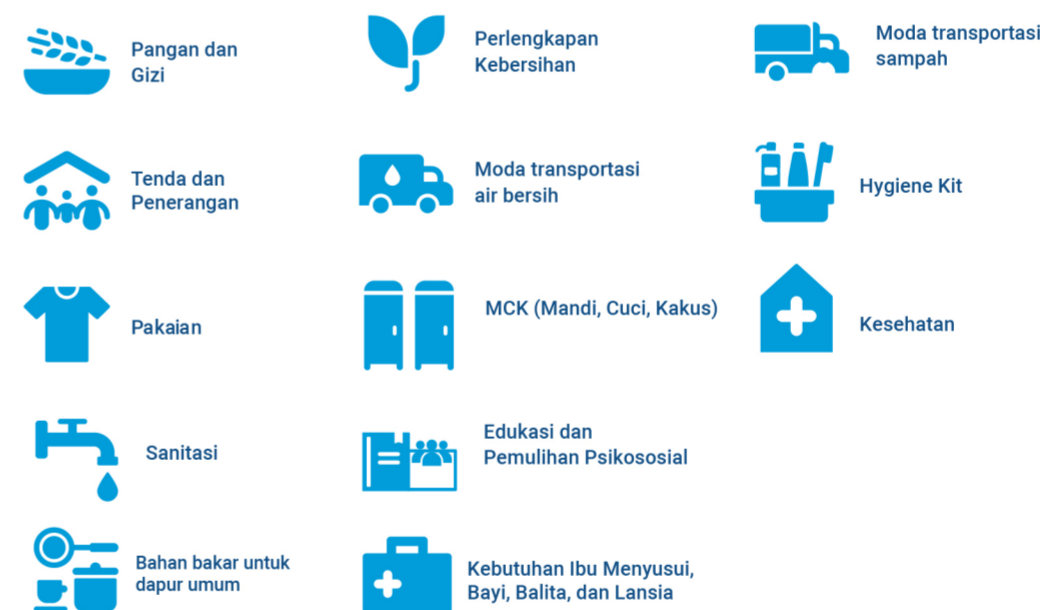 Pangan dan
Gizi
Tenda dan
Penerangan
Pakaian
Sanitasi
Bahan bakar untuk
dapur umum
Perlengkapan
Kebersihan
Moda transportasi
air bersih
MCK (Mandi, Cuci, Kakus)
Edukasi dan
Pemulihan Psikososial
Kebutuhan Ibu Menyusui,
Bayi, Balita, dan Lansia
Moda transportasi
sampah
Hygiene Kit
Kesehatan